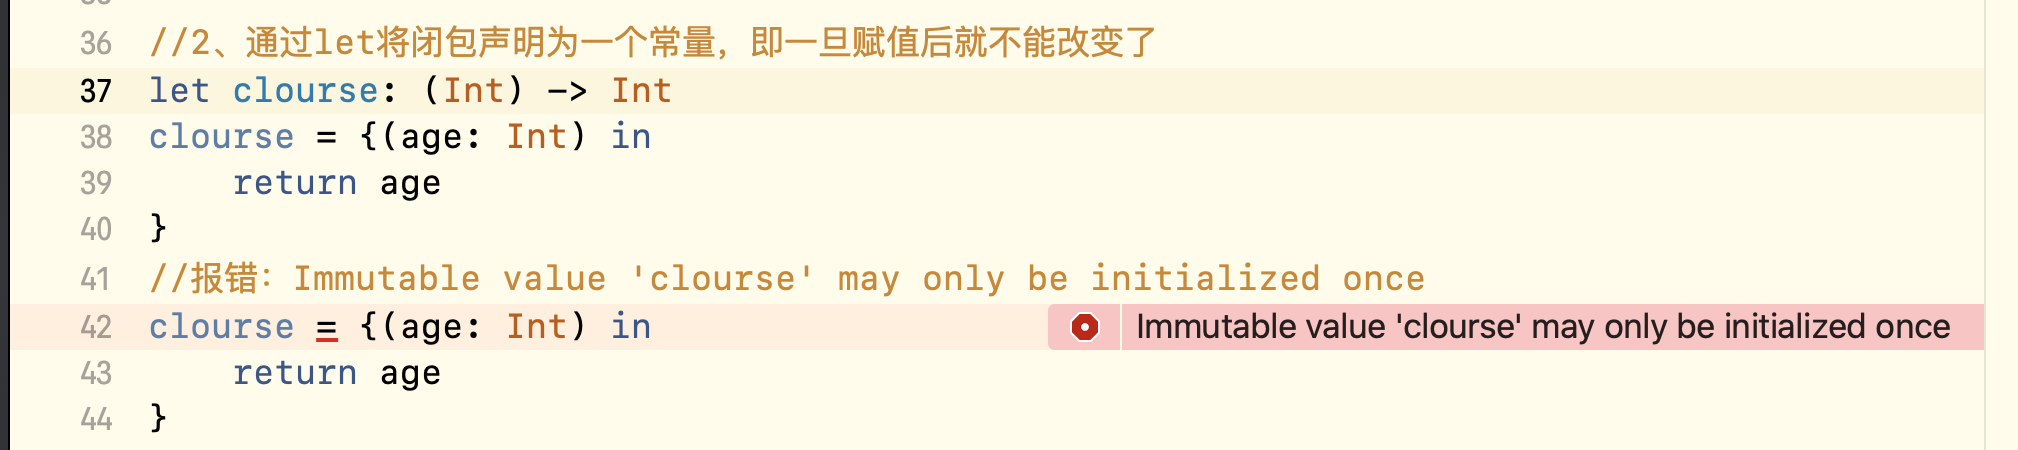 36 //2、通过let将闭包声明为一个常量，即一旦赋值后就不能改变了
37 let clourse: (Int) -> Int
38 clourse = {(age: Int) in
39     return age
40 }
41 //报错：Immutable value 'clourse' may only be initialized once
42 clourse = {(age: Int) in Immutable value 'clourse' may only be initialized once
43     return age
44 }